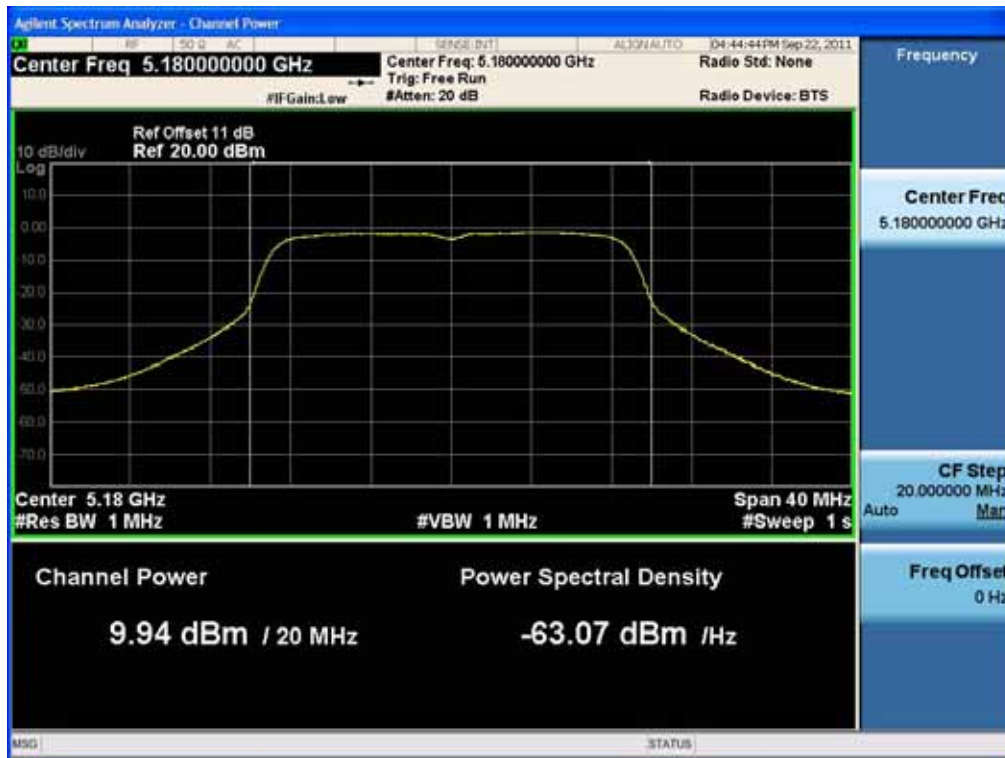 Agilent Spectrum Analyzer - Channel Power
RF 50 Ω AC SENSE:INT ALIGN AUTO 04:44:44 PM Sep 22, 2011
Center Freq 5.180000000 GHz
Center Freq: 5.180000000 GHz
Radio Std: None
Trig: Free Run
#IFGain:Low
#Atten: 20 dB
Radio Device: BTS
Frequency
Ref Offset 11 dB
10 dB/div Ref 20.00 dBm
Log
10.0
0.00
-10.0
-20.0
-30.0
-40.0
-50.0
-60.0
-70.0
Center 5.18 GHz
Span 40 MHz
#Res BW 1 MHz
#VBW 1 MHz
#Sweep 1 s
Channel Power
Power Spectral Density
9.94 dBm / 20 MHz
-63.07 dBm /Hz
Center Freq
5.180000000 GHz
CF Step
20.000000 MHz
Auto Man
Freq Offset
0 Hz
MSG
STATUS